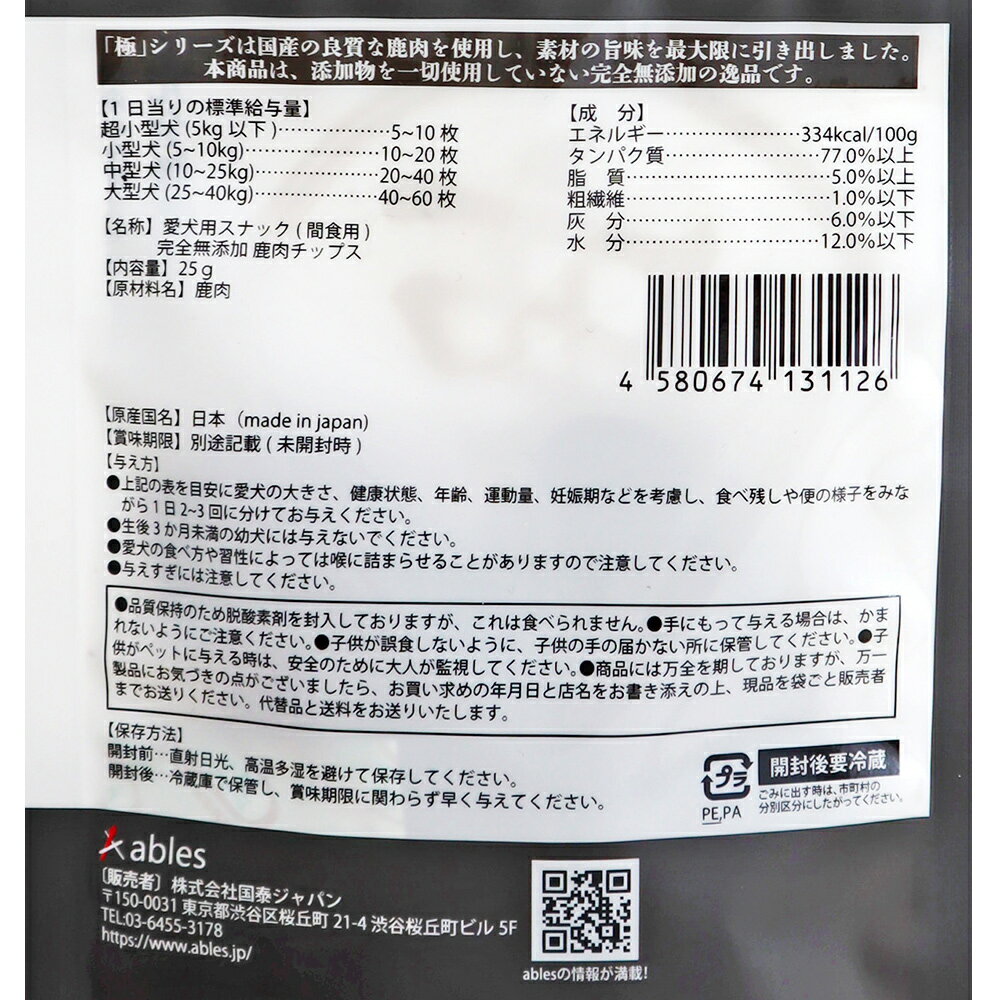 「極」シリーズは国産の良質な鹿肉を使用し、素材の旨味を最大限に引き出しました。
本商品は、添加物を一切使用していない完全無添加の逸品です。
【1日当りの標準給与量】
超小型犬(5kg以下)………………5~10枚
小型犬(5~10kg)…………………10~20枚
中型犬(10~25kg)………………20~40枚
大型犬(25~40kg)………………40~60枚
【名称】愛犬用スナック(間食用)
完全無添加 鹿肉チップス
【内容量】25g
【原材料名】鹿肉
【成 分】
エネルギー…………………334kcal/100g
タンパク質……………………77.0%以上
脂 質…………………………5.0%以上
粗繊維…………………………1.0%以下
灰 分…………………………6.0%以下
水 分…………………………12.0%以下
4 580674 131126
【原産国名】日本(made in japan)
【賞味期限】別途記載(未開封時)
【与え方】
●上記の表を目安に愛犬の大きさ、健康状態、年齢、運動量、妊娠期などを考慮し、食べ残しや便の様子をみな
がら1日2~3回に分けてお与えください。
●生後3か月未満の幼犬には与えないでください。
●愛犬の食べ方や習性によっては喉に詰まらせることがありますので注意してください。
●与えすぎには注意してください。
●品質保持のため脱酸素剤を封入しておりますが、これは食べられません。●手にもって与える場合は、かま
れないようにご注意ください。●子供が誤食しないように、子供の手の届かない所に保管してください。●子
供がペットに与える時は、安全のために大人が監視してください。●商品には万全を期しておりますが、万一
製品にお気づきの点がございましたら、お買い求めの年月日と店名をお書き添えの上、現品を袋ごと販売者
までお送りください。代替品と送料をお送りいたします。
【保存方法】
開封前…直射日光、高温多湿を避けて保存してください。
開封後…冷蔵庫で保管し、賞味期限に関わらず早く与えてください。
プラ
PE,PA
開封後要冷蔵
ごみに出す時は、市町村の
分別区分にしたがってください。
ables
〔販売者〕株式会社国泰ジャパン
〒150-0031 東京都渋谷区桜丘町 21-4 渋谷桜丘町ビル 5F
TEL:03-6455-3178
https://www.ables.jp/
ablesの情報が満載!